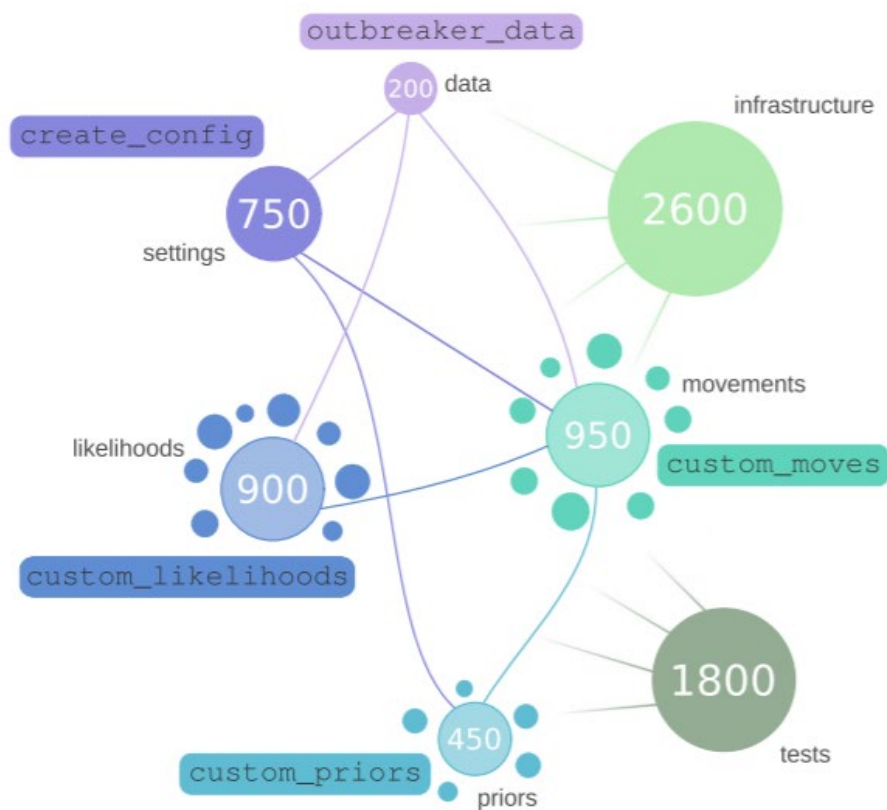 outbreaker_data
200
data
infrastructure
create_config
750
2600
settings
movements
likelihoods
950
custom_moves
900
custom_likelihoods
1800
450
custom_priors
tests
priors